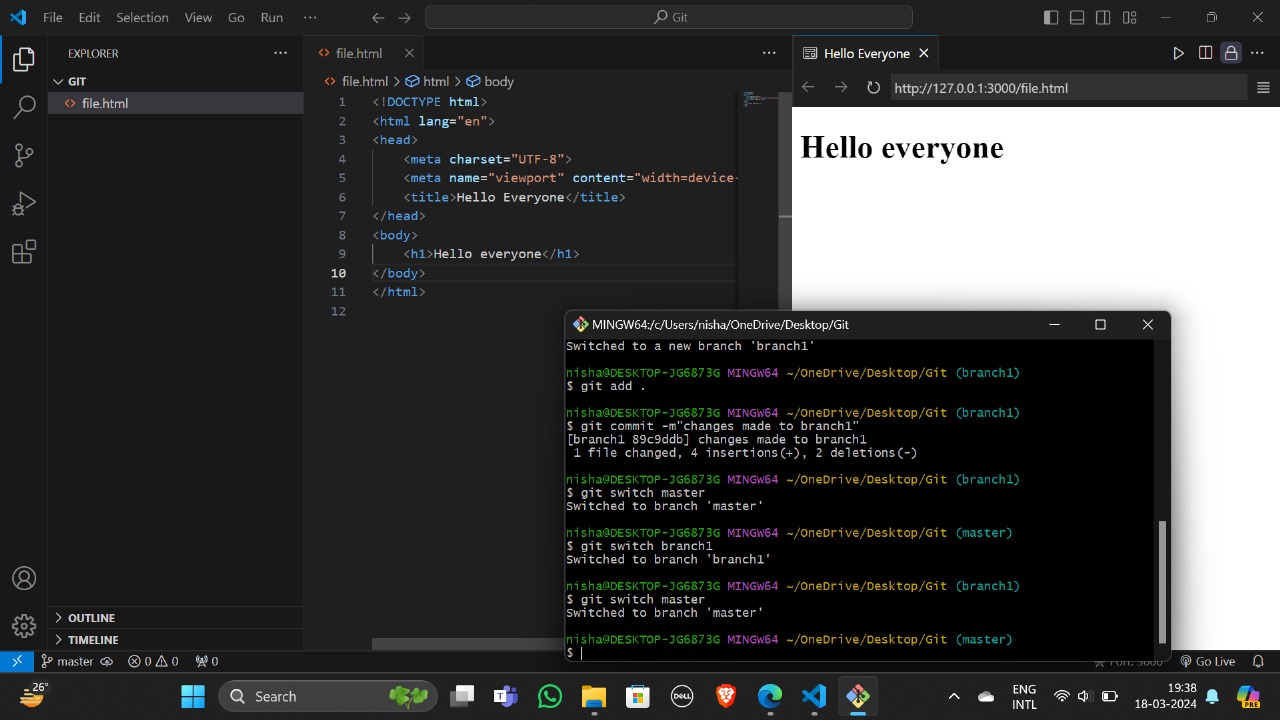 File Edit Selection View Go Run ··· Git
EXPLORER ···
GIT
file.html
file.html ···
file.html > html > body
1 <!DOCTYPE html>
2 <html lang="en">
3 <head>
4 <meta charset="UTF-8">
5 <meta name="viewport" content="width=device-
6 <title>Hello Everyone</title>
7 </head>
8 <body>
9 <h1>Hello everyone</h1>
10 </body>
11 </html>
12
Hello Everyone ···
http://127.0.0.1:3000/file.html
Hello everyone
MINGW64:/c/Users/nisha/OneDrive/Desktop/Git
Switched to a new branch 'branch1'
nisha@DESKTOP-JG6873G MINGW64 ~/OneDrive/Desktop/Git (branch1)
$ git add .
nisha@DESKTOP-JG6873G MINGW64 ~/OneDrive/Desktop/Git (branch1)
$ git commit -m"changes made to branch1"
[branch1 89c9ddb] changes made to branch1
1 file changed, 4 insertions(+), 2 deletions(-)
nisha@DESKTOP-JG6873G MINGW64 ~/OneDrive/Desktop/Git (branch1)
$ git switch master
Switched to branch 'master'
nisha@DESKTOP-JG6873G MINGW64 ~/OneDrive/Desktop/Git (master)
$ git switch branch1
Switched to branch 'branch1'
nisha@DESKTOP-JG6873G MINGW64 ~/OneDrive/Desktop/Git (branch1)
$ git switch master
Switched to branch 'master'
nisha@DESKTOP-JG6873G MINGW64 ~/OneDrive/Desktop/Git (master)
$
OUTLINE
TIMELINE
master 0 0 0 Port: 3000 Go Live
26° Search DELL ENG INTL 19:38 18-03-2024 PRE